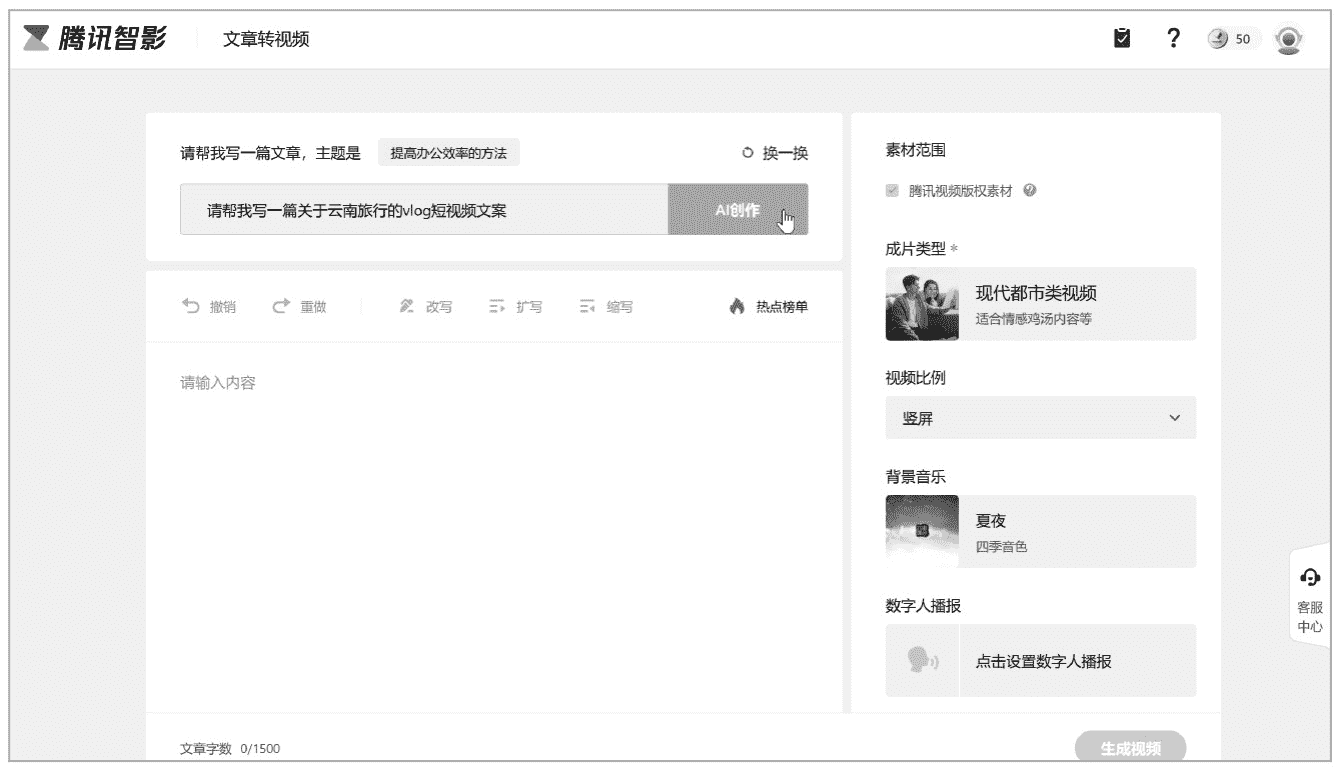 腾讯智影
文章转视频
50
请帮我写一篇文章，主题是
提高办公效率的方法
换一换
请帮我写一篇关于云南旅行的vlog短视频文案
AI创作
撤销
重做
改写
扩写
缩写
热点榜单
请输入内容
文章字数 0/1500
素材范围
腾讯视频版权素材
成片类型*
现代都市类视频
适合情感鸡汤内容等
视频比例
竖屏
背景音乐
夏夜
四季音色
数字人播报
点击设置数字人播报
生成视频
客服
中心